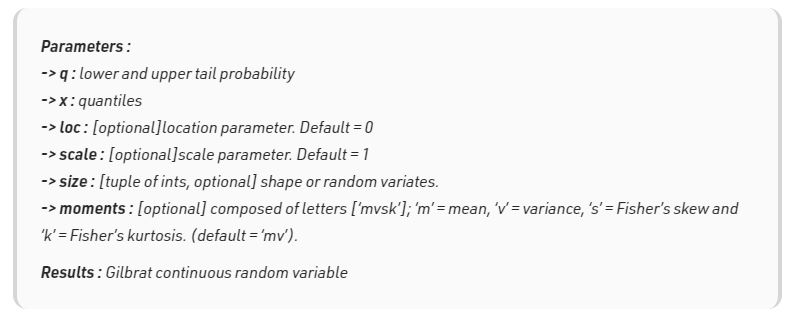 Parameters :
-> q : lower and upper tail probability
-> x : quantiles
-> loc : [optional]location parameter. Default = 0
-> scale : [optional]scale parameter. Default = 1
-> size : [tuple of ints, optional] shape or random variates.
-> moments : [optional] composed of letters [‘mvsk’]; ‘m’ = mean, ‘v’ = variance, ‘s’ = Fisher’s skew and
‘k’ = Fisher’s kurtosis. (default = ‘mv’).
Results : Gilbrat continuous random variable